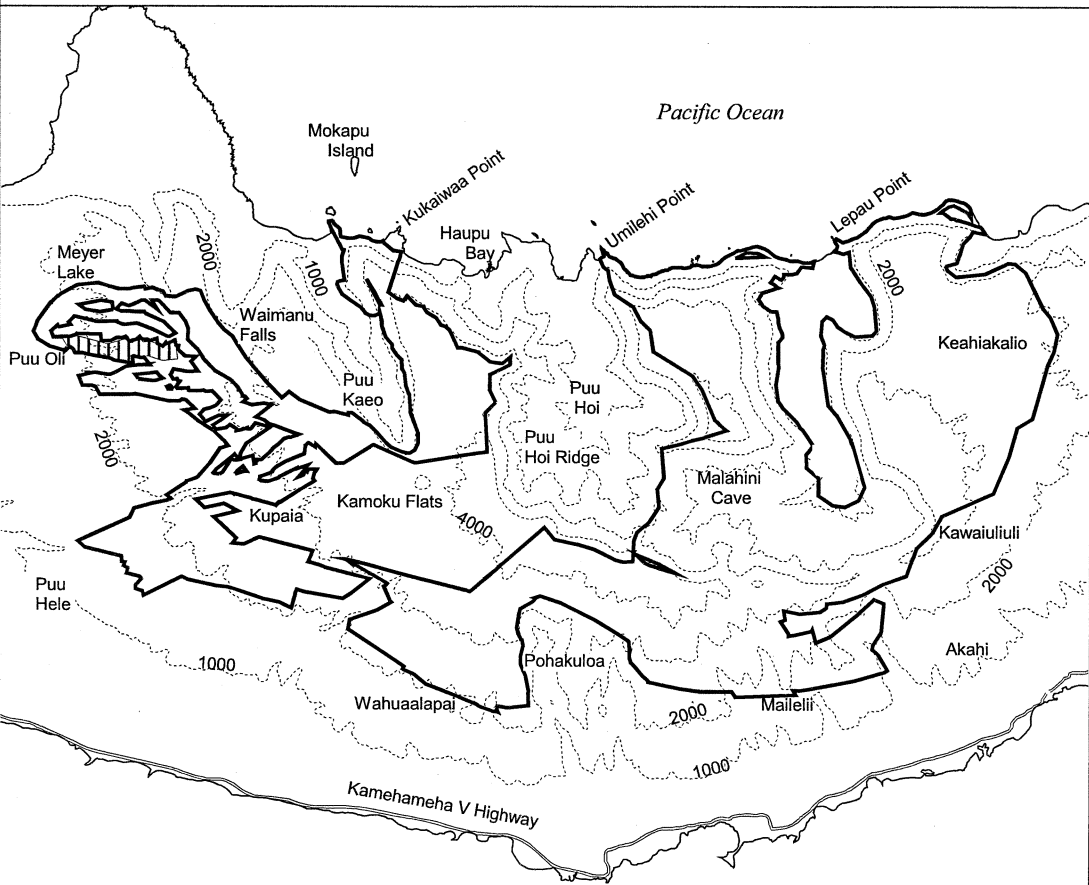 Pacific Ocean
Mokapu
Island
Kukaiwaa Point
Haupu
Bay
Umilehi Point
Lepau Point
Meyer
Lake
2000
1000
2000
Waimanu
Falls
Puu Oli
Puu
Kaeo
Keahiakalio
Puu
Hoi
Puu
Hoi Ridge
2000
Malahini
Cave
Kamoku Flats
Kupaia
4000
Kawaiuliuli
2000
Puu
Hele
1000
Pohakuloa
Akahi
Wahuaalapai
Mailelii
2000
1000
Kamehameha V Highway